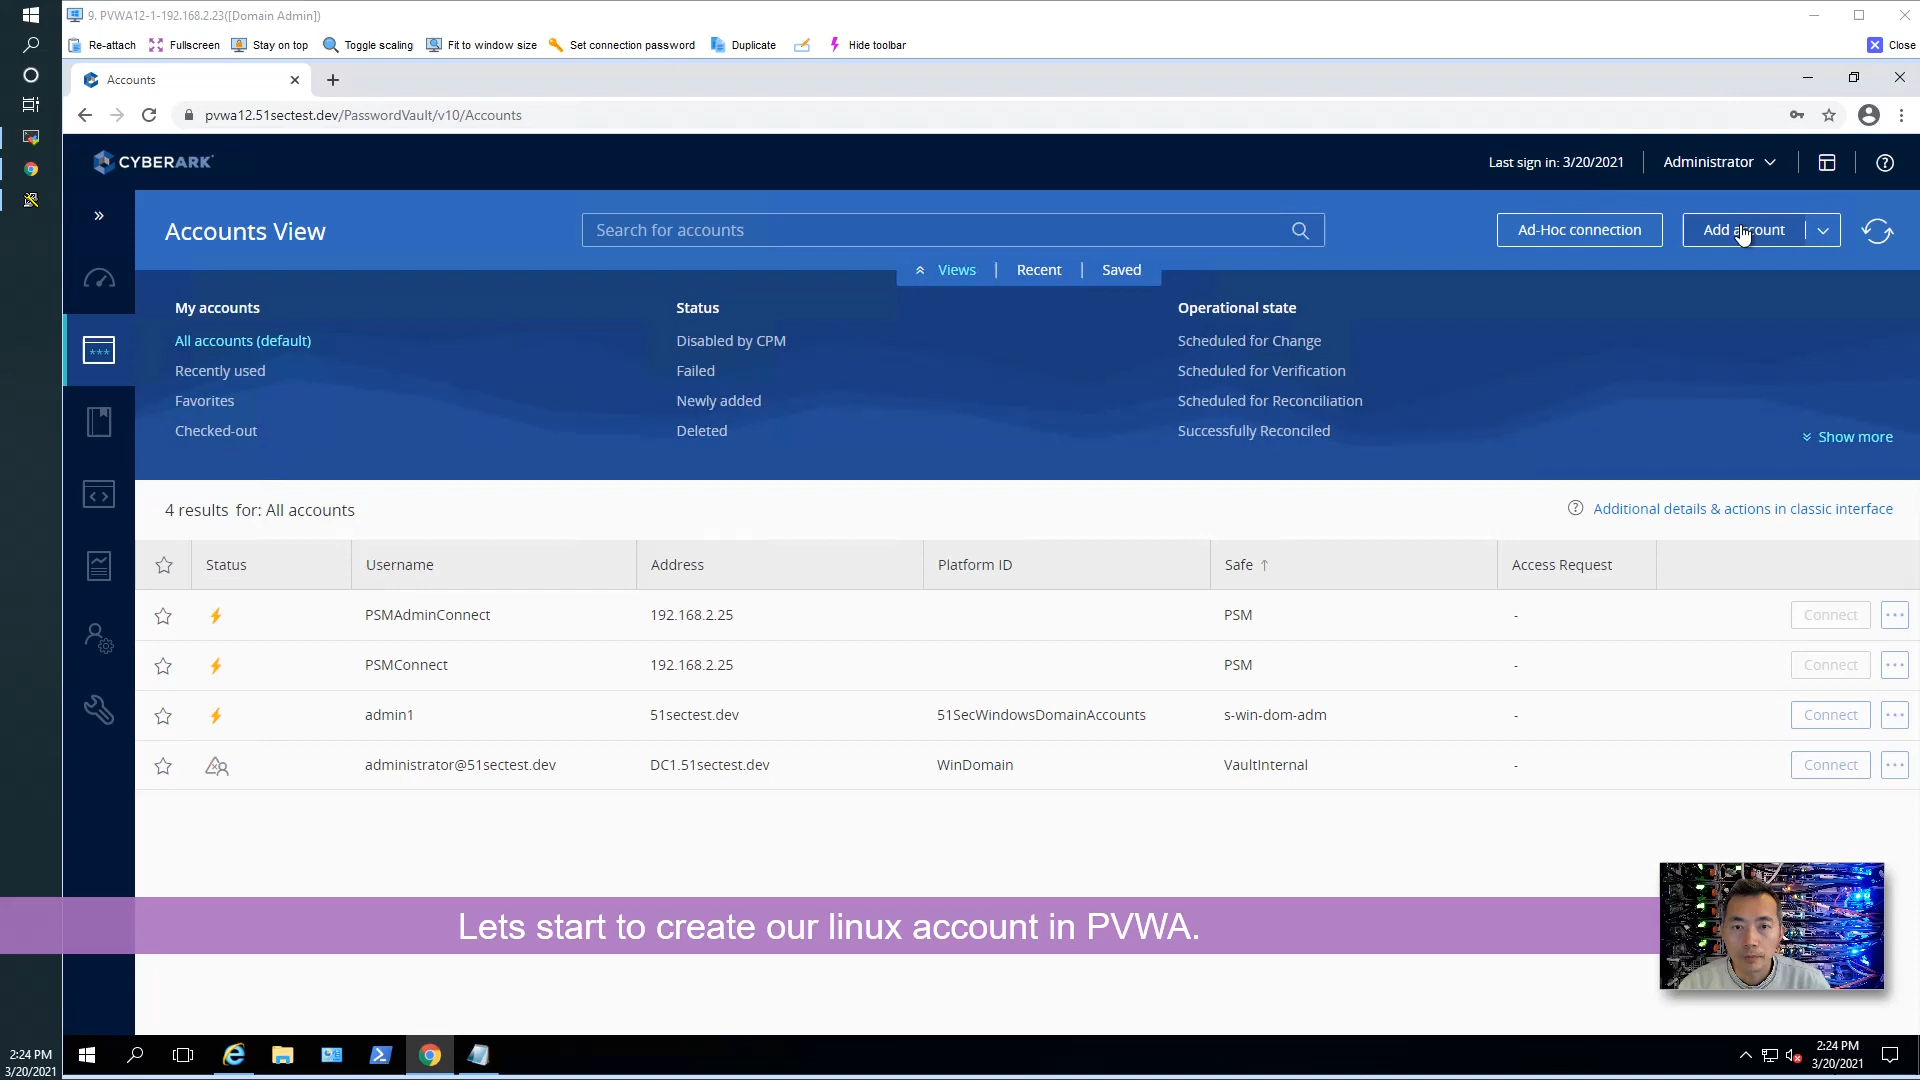 9. PVWA12-1-192.168.2.23([Domain Admin])
Re-attach Fullscreen Stay on top Toggle scaling Fit to window size Set connection password Duplicate Hide toolbar Close
Accounts
pvwa12.51sectest.dev/PasswordVault/v10/Accounts
CYBERARK Last sign in: 3/20/2021 Administrator
Accounts View Search for accounts Ad-Hoc connection Add account
Views | Recent | Saved
My accounts Status Operational state
All accounts (default) Disabled by CPM Scheduled for Change
Recently used Failed Scheduled for Verification
Favorites Newly added Scheduled for Reconciliation
Checked-out Deleted Successfully Reconciled
Show more
4 results for: All accounts Additional details & actions in classic interface
Status Username Address Platform ID Safe ↑ Access Request
PSMAdminConnect 192.168.2.25 PSM - Connect ...
PSMConnect 192.168.2.25 PSM - Connect ...
admin1 51sectest.dev 51SecWindowsDomainAccounts s-win-dom-adm - Connect ...
administrator@51sectest.dev DC1.51sectest.dev WinDomain VaultInternal - Connect ...
Lets start to create our linux account in PVWA.
2:24 PM
3/20/2021
2:24 PM
3/20/2021